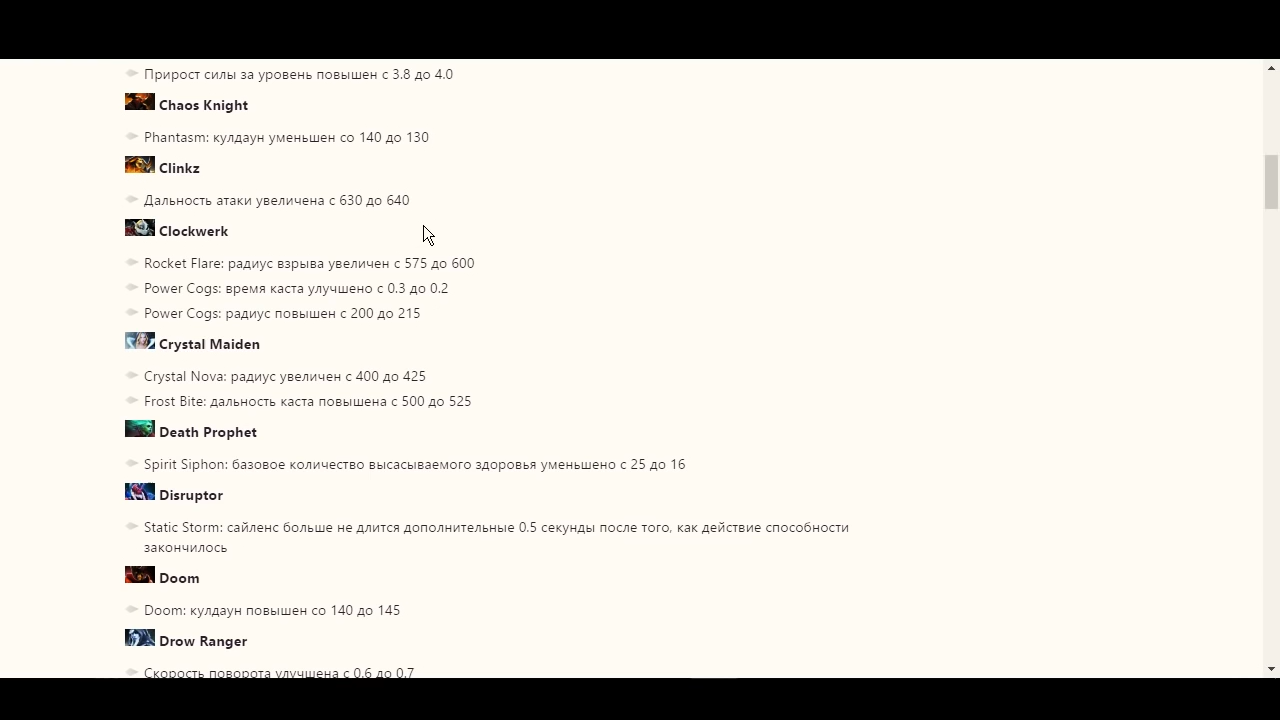 Прирост силы за уровень повышен с 3.8 до 4.0
Chaos Knight
Phantasm: кулдаун уменьшен со 140 до 130
Clinkz
Дальность атаки увеличена с 630 до 640
Clockwerk
Rocket Flare: радиус взрыва увеличен с 575 до 600
Power Cogs: время каста улучшено с 0.3 до 0.2
Power Cogs: радиус повышен с 200 до 215
Crystal Maiden
Crystal Nova: радиус увеличен с 400 до 425
Frost Bite: дальность каста повышена с 500 до 525
Death Prophet
Spirit Siphon: базовое количество высасываемого здоровья уменьшено с 25 до 16
Disruptor
Static Storm: сайленс больше не длится дополнительные 0.5 секунды после того, как действие способности
закончилось
Doom
Doom: кулдаун повышен со 140 до 145
Drow Ranger
Скорость поворота улучшена с 0.6 до 0.7